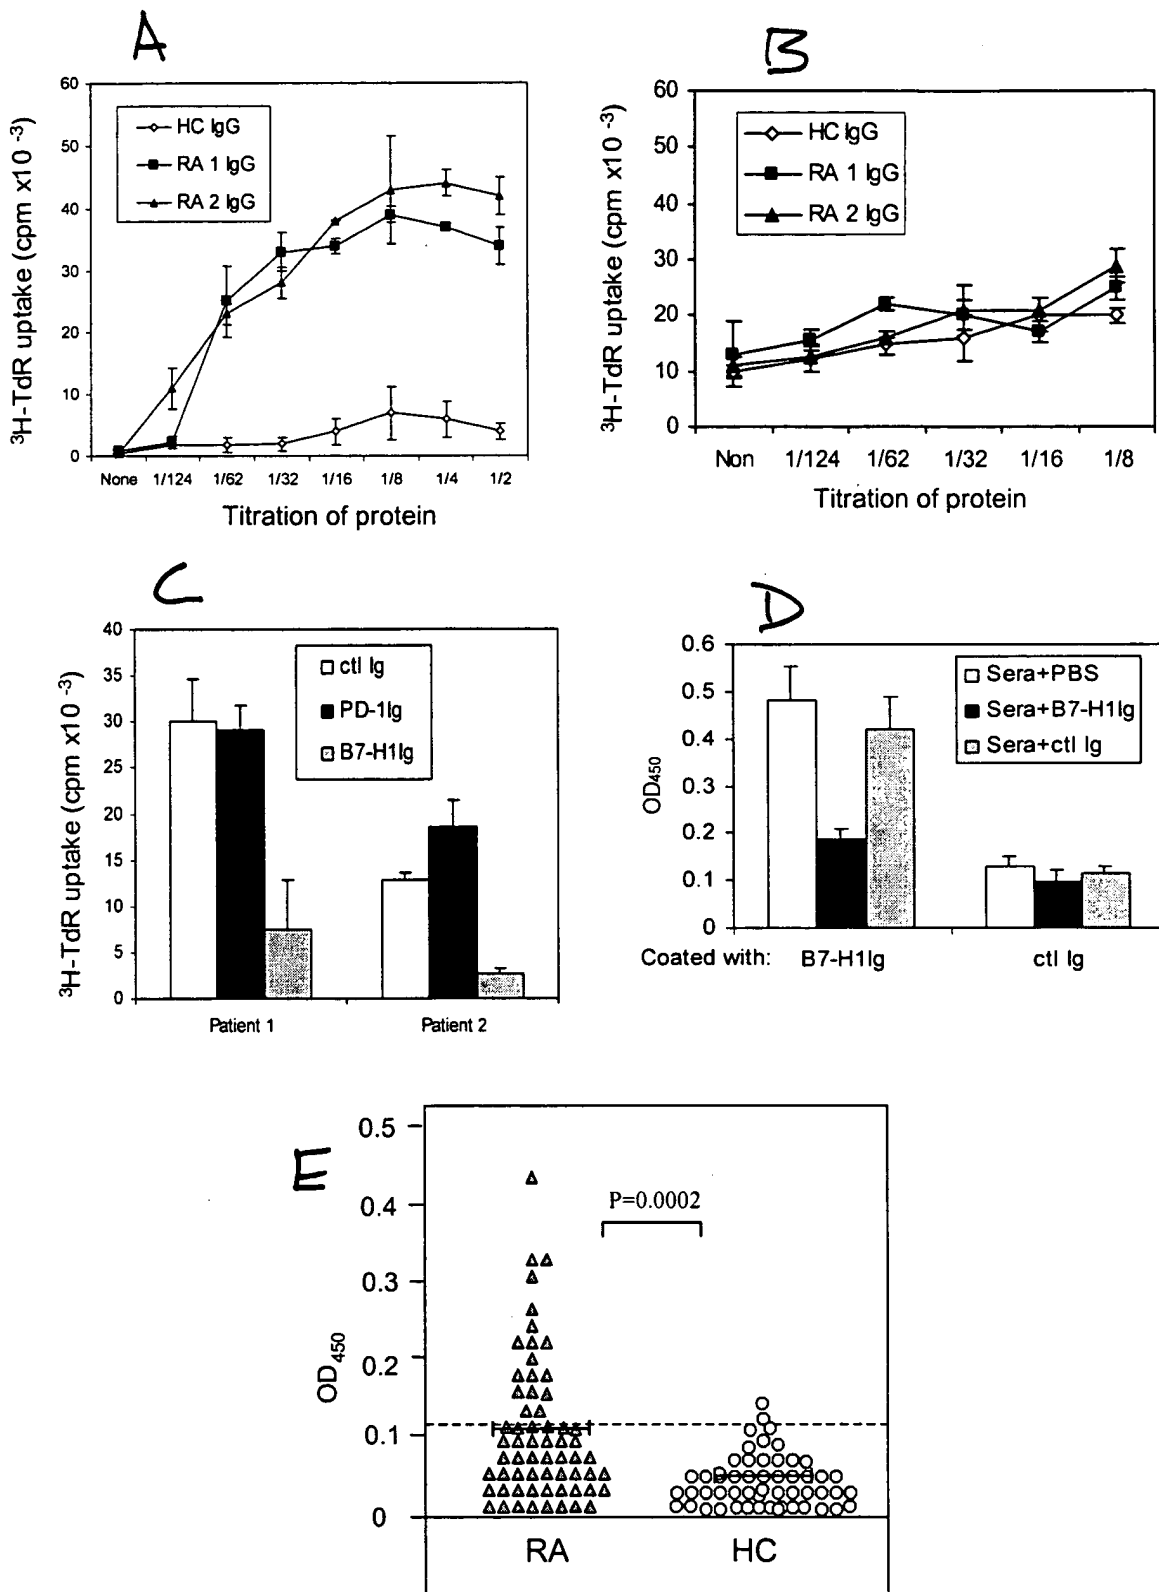 A
60
50
40
30
20
10
0
³H-TdR uptake (cpm x10 ⁻³)
HC IgG
RA 1 IgG
RA 2 IgG
None 1/124 1/62 1/32 1/16 1/8 1/4 1/2
Titration of protein
B
60
50
40
30
20
10
0
³H-TdR uptake (cpm x10 ⁻³)
HC IgG
RA 1 IgG
RA 2 IgG
Non 1/124 1/62 1/32 1/16 1/8
Titration of protein
C
40
35
30
25
20
15
10
5
0
³H-TdR uptake (cpm x10 ⁻³)
ctl Ig
PD-1Ig
B7-H1Ig
Patient 1 Patient 2
D
0.6
0.5
0.4
0.3
0.2
0.1
0
OD₄₅₀
Sera+PBS
Sera+B7-H1Ig
Sera+ctl Ig
Coated with: B7-H1Ig ctl Ig
E
0.5
0.4
0.3
0.2
0.1
0
OD₄₅₀
P=0.0002
RA HC